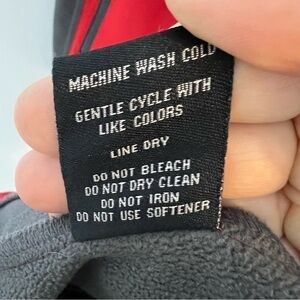 MACHINE WASH COLD
GENTLE CYCLE WITH
LIKE COLORS
LINE DRY
DO NOT BLEACH
DO NOT DRY CLEAN
DO NOT IRON
DO NOT USE SOFTENER